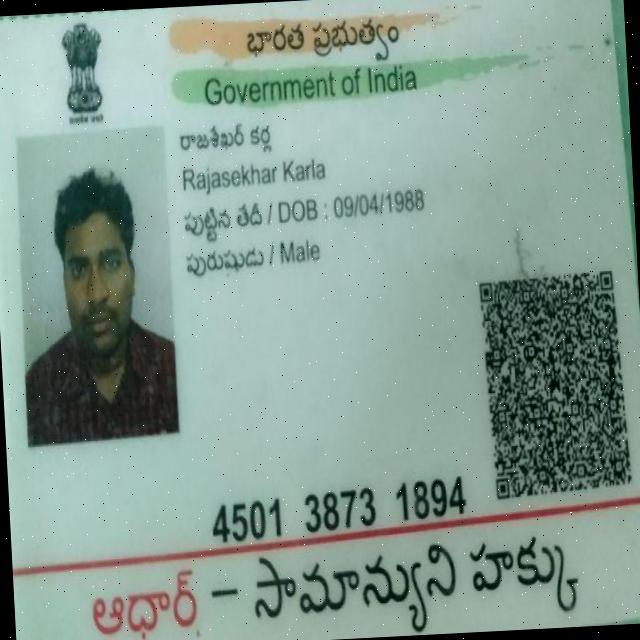 భారత ప్రభుత్వం
Government of India
రాజశేఖర్ కర్ల
Rajasekhar Karla
పుట్టిన తేదీ / DOB : 09/04/1988
పురుషుడు / Male
4501 3873 1894
ఆధార్ – సామాన్యుని హక్కు